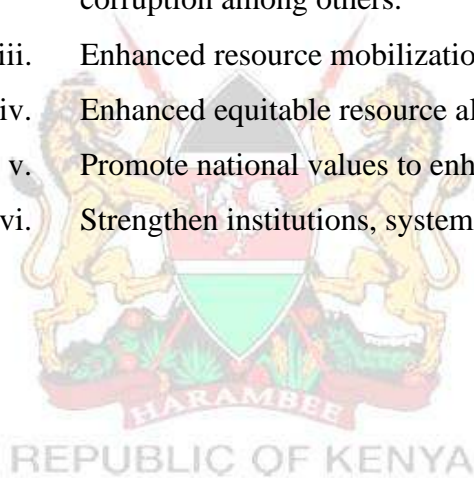 corruption among others.
iii. Enhanced resource mobilizatio
iv. Enhanced equitable resource al
v. Promote national values to enh
vi. Strengthen institutions, system
HARAMBEE
REPUBLIC OF KENYA